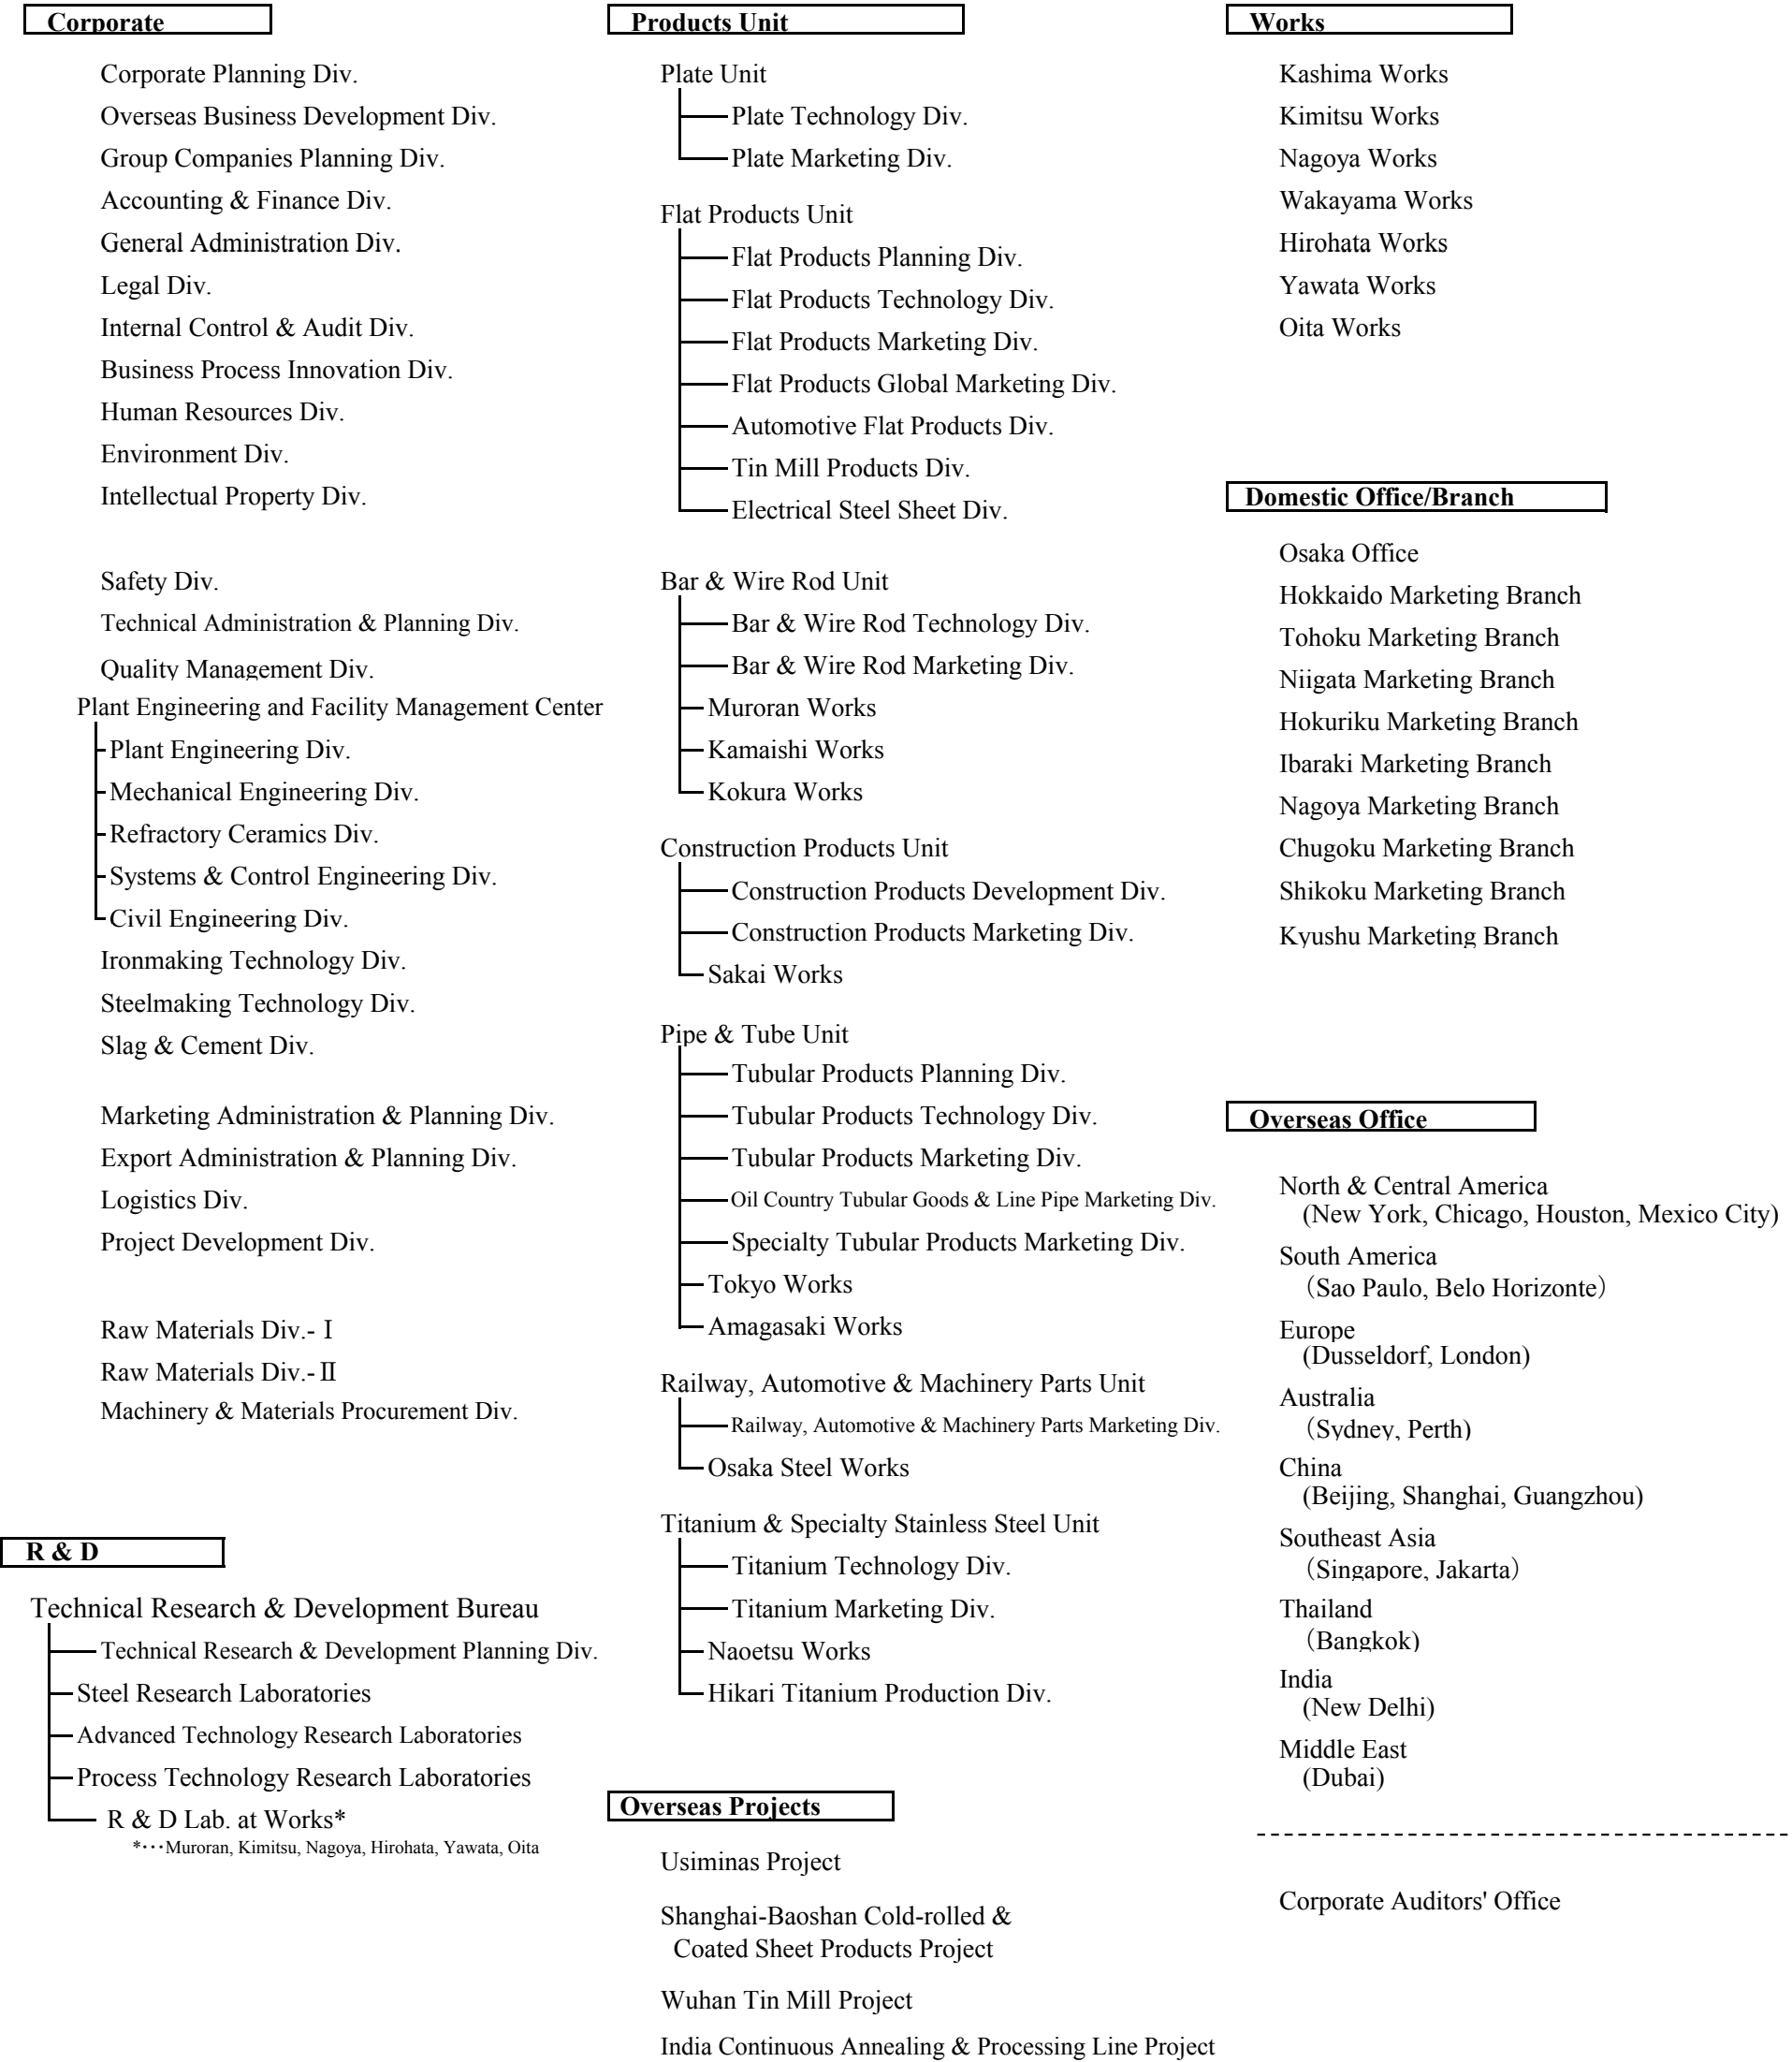 Corporate
Corporate Planning Div.
Overseas Business Development Div.
Group Companies Planning Div.
Accounting & Finance Div.
General Administration Div.
Legal Div.
Internal Control & Audit Div.
Business Process Innovation Div.
Human Resources Div.
Environment Div.
Intellectual Property Div.
Safety Div.
Technical Administration & Planning Div.
Quality Management Div.
Plant Engineering and Facility Management Center
Plant Engineering Div.
Mechanical Engineering Div.
Refractory Ceramics Div.
Systems & Control Engineering Div.
Civil Engineering Div.
Ironmaking Technology Div.
Steelmaking Technology Div.
Slag & Cement Div.
Marketing Administration & Planning Div.
Export Administration & Planning Div.
Logistics Div.
Project Development Div.
Raw Materials Div.-Ⅰ
Raw Materials Div.-Ⅱ
Machinery & Materials Procurement Div.
R & D
Technical Research & Development Bureau
Technical Research & Development Planning Div.
Steel Research Laboratories
Advanced Technology Research Laboratories
Process Technology Research Laboratories
R & D Lab. at Works*
*･･･Muroran, Kimitsu, Nagoya, Hirohata, Yawata, Oita
Products Unit
Plate Unit
Plate Technology Div.
Plate Marketing Div.
Flat Products Unit
Flat Products Planning Div.
Flat Products Technology Div.
Flat Products Marketing Div.
Flat Products Global Marketing Div.
Automotive Flat Products Div.
Tin Mill Products Div.
Electrical Steel Sheet Div.
Bar & Wire Rod Unit
Bar & Wire Rod Technology Div.
Bar & Wire Rod Marketing Div.
Muroran Works
Kamaishi Works
Kokura Works
Construction Products Unit
Construction Products Development Div.
Construction Products Marketing Div.
Sakai Works
Pipe & Tube Unit
Tubular Products Planning Div.
Tubular Products Technology Div.
Tubular Products Marketing Div.
Oil Country Tubular Goods & Line Pipe Marketing Div.
Specialty Tubular Products Marketing Div.
Tokyo Works
Amagasaki Works
Railway, Automotive & Machinery Parts Unit
Railway, Automotive & Machinery Parts Marketing Div.
Osaka Steel Works
Titanium & Specialty Stainless Steel Unit
Titanium Technology Div.
Titanium Marketing Div.
Naoetsu Works
Hikari Titanium Production Div.
Overseas Projects
Usiminas Project
Shanghai-Baoshan Cold-rolled &
Coated Sheet Products Project
Wuhan Tin Mill Project
India Continuous Annealing & Processing Line Project
Works
Kashima Works
Kimitsu Works
Nagoya Works
Wakayama Works
Hirohata Works
Yawata Works
Oita Works
Domestic Office/Branch
Osaka Office
Hokkaido Marketing Branch
Tohoku Marketing Branch
Niigata Marketing Branch
Hokuriku Marketing Branch
Ibaraki Marketing Branch
Nagoya Marketing Branch
Chugoku Marketing Branch
Shikoku Marketing Branch
Kyushu Marketing Branch
Overseas Office
North & Central America
(New York, Chicago, Houston, Mexico City)
South America
（Sao Paulo, Belo Horizonte）
Europe
(Dusseldorf, London)
Australia
（Sydney, Perth)
China
(Beijing, Shanghai, Guangzhou)
Southeast Asia
（Singapore, Jakarta）
Thailand
（Bangkok)
India
(New Delhi)
Middle East
(Dubai)
Corporate Auditors' Office